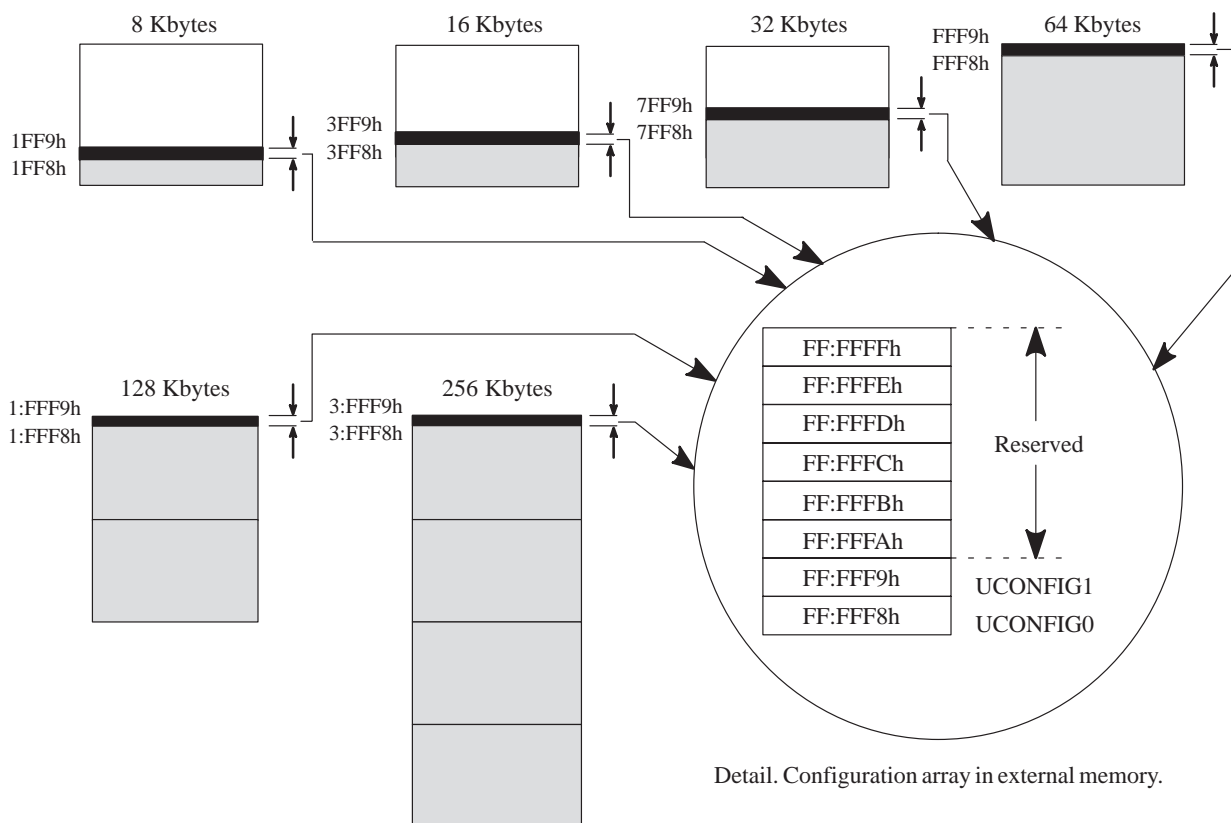 8 Kbytes
1FF9h
1FF8h
16 Kbytes
3FF9h
3FF8h
32 Kbytes
7FF9h
7FF8h
64 Kbytes
FFF9h
FFF8h
128 Kbytes
1:FFF9h
1:FFF8h
256 Kbytes
3:FFF9h
3:FFF8h
FF:FFFFh
FF:FFFEh
FF:FFFDh
FF:FFFCh
FF:FFFBh
FF:FFFAh
FF:FFF9h
FF:FFF8h
Reserved
UCONFIG1
UCONFIG0
Detail. Configuration array in external memory.